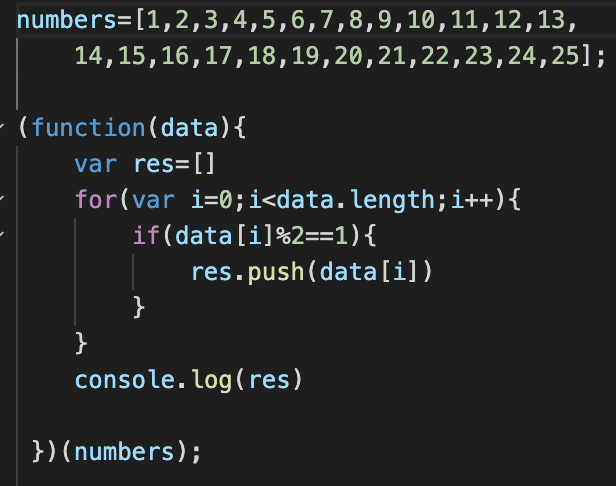 numbers=[1,2,3,4,5,6,7,8,9,10,11,12,13,
14,15,16,17,18,19,20,21,22,23,24,25];
(function(data){
var res=[]
for(var i=0;i<data.length;i++){
if(data[i]%2==1){
res.push(data[i])
}
}
console.log(res)
})(numbers);